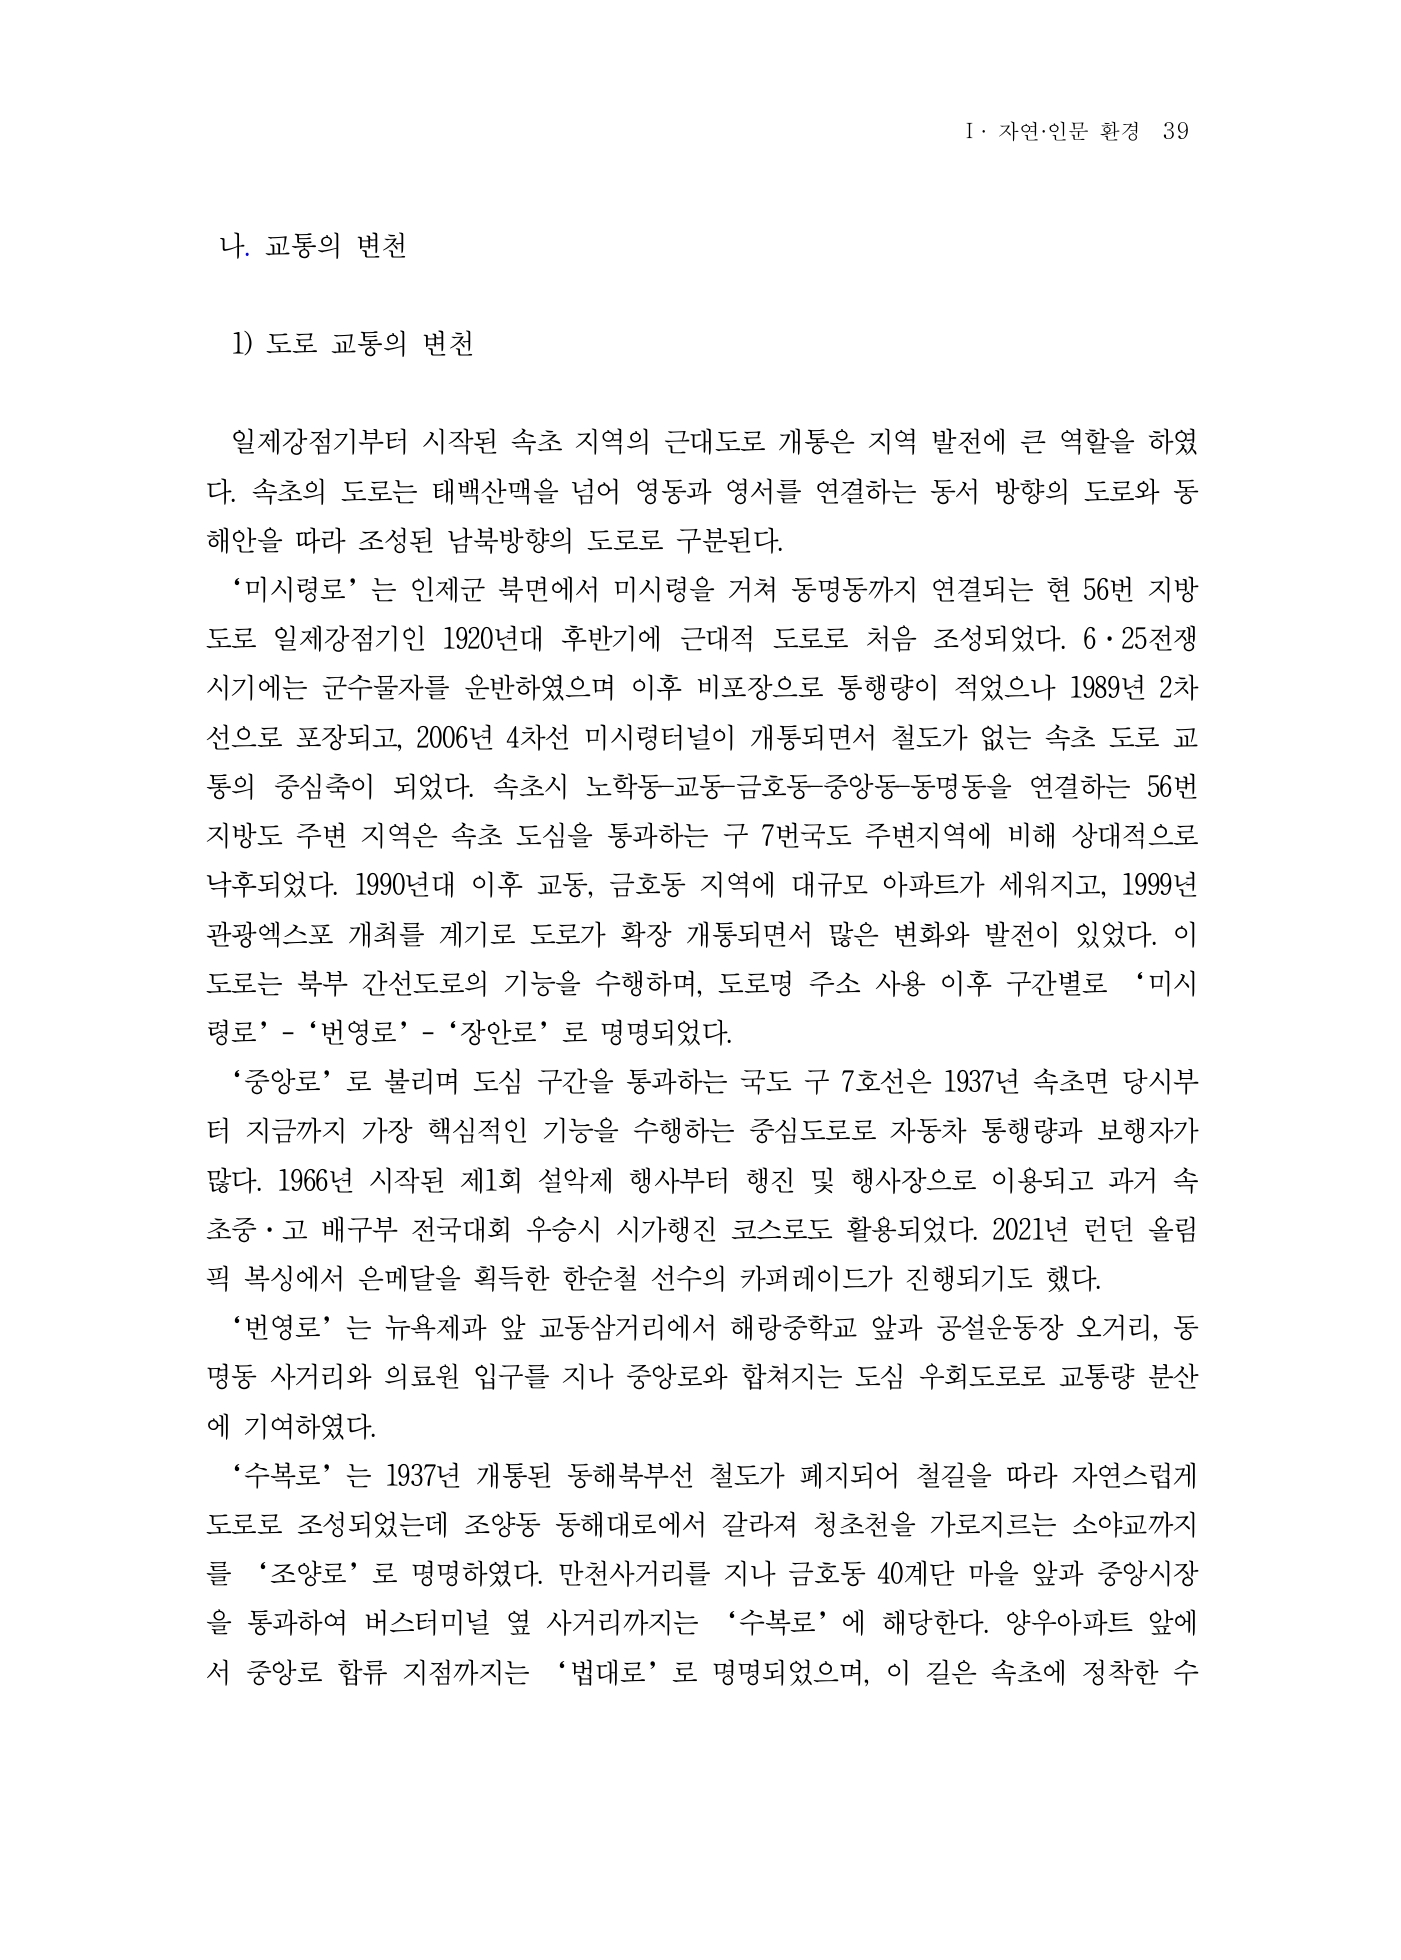 I· 자연·인문 환경 39
나. 교통의 변천
1) 도로 교통의 변천
일제강점기부터 시작된 속초 지역의 근대도로 개통은 지역 발전에 큰 역할을 하였
다. 속초의 도로는 태백산맥을 넘어 영동과 영서를 연결하는 동서 방향의 도로와 동
해안을 따라 조성된 남북방향의 도로로 구분된다.
‘미시령로’는 인제군 북면에서 미시령을 거쳐 동명동까지 연결되는 현 56번 지방
도로 일제강점기인 1920년대 후반기에 근대적 도로로 처음 조성되었다. 6·25전쟁
시기에는 군수물자를 운반하였으며 이후 비포장으로 통행량이 적었으나 1989년 2차
선으로 포장되고, 2006년 4차선 미시령터널이 개통되면서 철도가 없는 속초 도로 교
통의 중심축이 되었다. 속초시 노학동-교동-금호동-중앙동-동명동을 연결하는 56번
지방도 주변 지역은 속초 도심을 통과하는 구 7번국도 주변지역에 비해 상대적으로
낙후되었다. 1990년대 이후 교동, 금호동 지역에 대규모 아파트가 세워지고, 1999년
관광엑스포 개최를 계기로 도로가 확장 개통되면서 많은 변화와 발전이 있었다. 이
도로는 북부 간선도로의 기능을 수행하며, 도로명 주소 사용 이후 구간별로 ‘미시
령로’-‘번영로’-‘장안로’로 명명되었다.
‘중앙로’로 불리며 도심 구간을 통과하는 국도 구 7호선은 1937년 속초면 당시부
터 지금까지 가장 핵심적인 기능을 수행하는 중심도로로 자동차 통행량과 보행자가
많다. 1966년 시작된 제1회 설악제 행사부터 행진 및 행사장으로 이용되고 과거 속
초중·고 배구부 전국대회 우승시 시가행진 코스로도 활용되었다. 2021년 런던 올림
픽 복싱에서 은메달을 획득한 한순철 선수의 카퍼레이드가 진행되기도 했다.
‘번영로’는 뉴욕제과 앞 교동삼거리에서 해랑중학교 앞과 공설운동장 오거리, 동
명동 사거리와 의료원 입구를 지나 중앙로와 합쳐지는 도심 우회도로로 교통량 분산
에 기여하였다.
‘수복로’는 1937년 개통된 동해북부선 철도가 폐지되어 철길을 따라 자연스럽게
도로로 조성되었는데 조양동 동해대로에서 갈라져 청초천을 가로지르는 소야교까지
를 ‘조양로’로 명명하였다. 만천사거리를 지나 금호동 40계단 마을 앞과 중앙시장
을 통과하여 버스터미널 옆 사거리까지는 ‘수복로’에 해당한다. 양우아파트 앞에
서 중앙로 합류 지점까지는 ‘법대로’로 명명되었으며, 이 길은 속초에 정착한 수